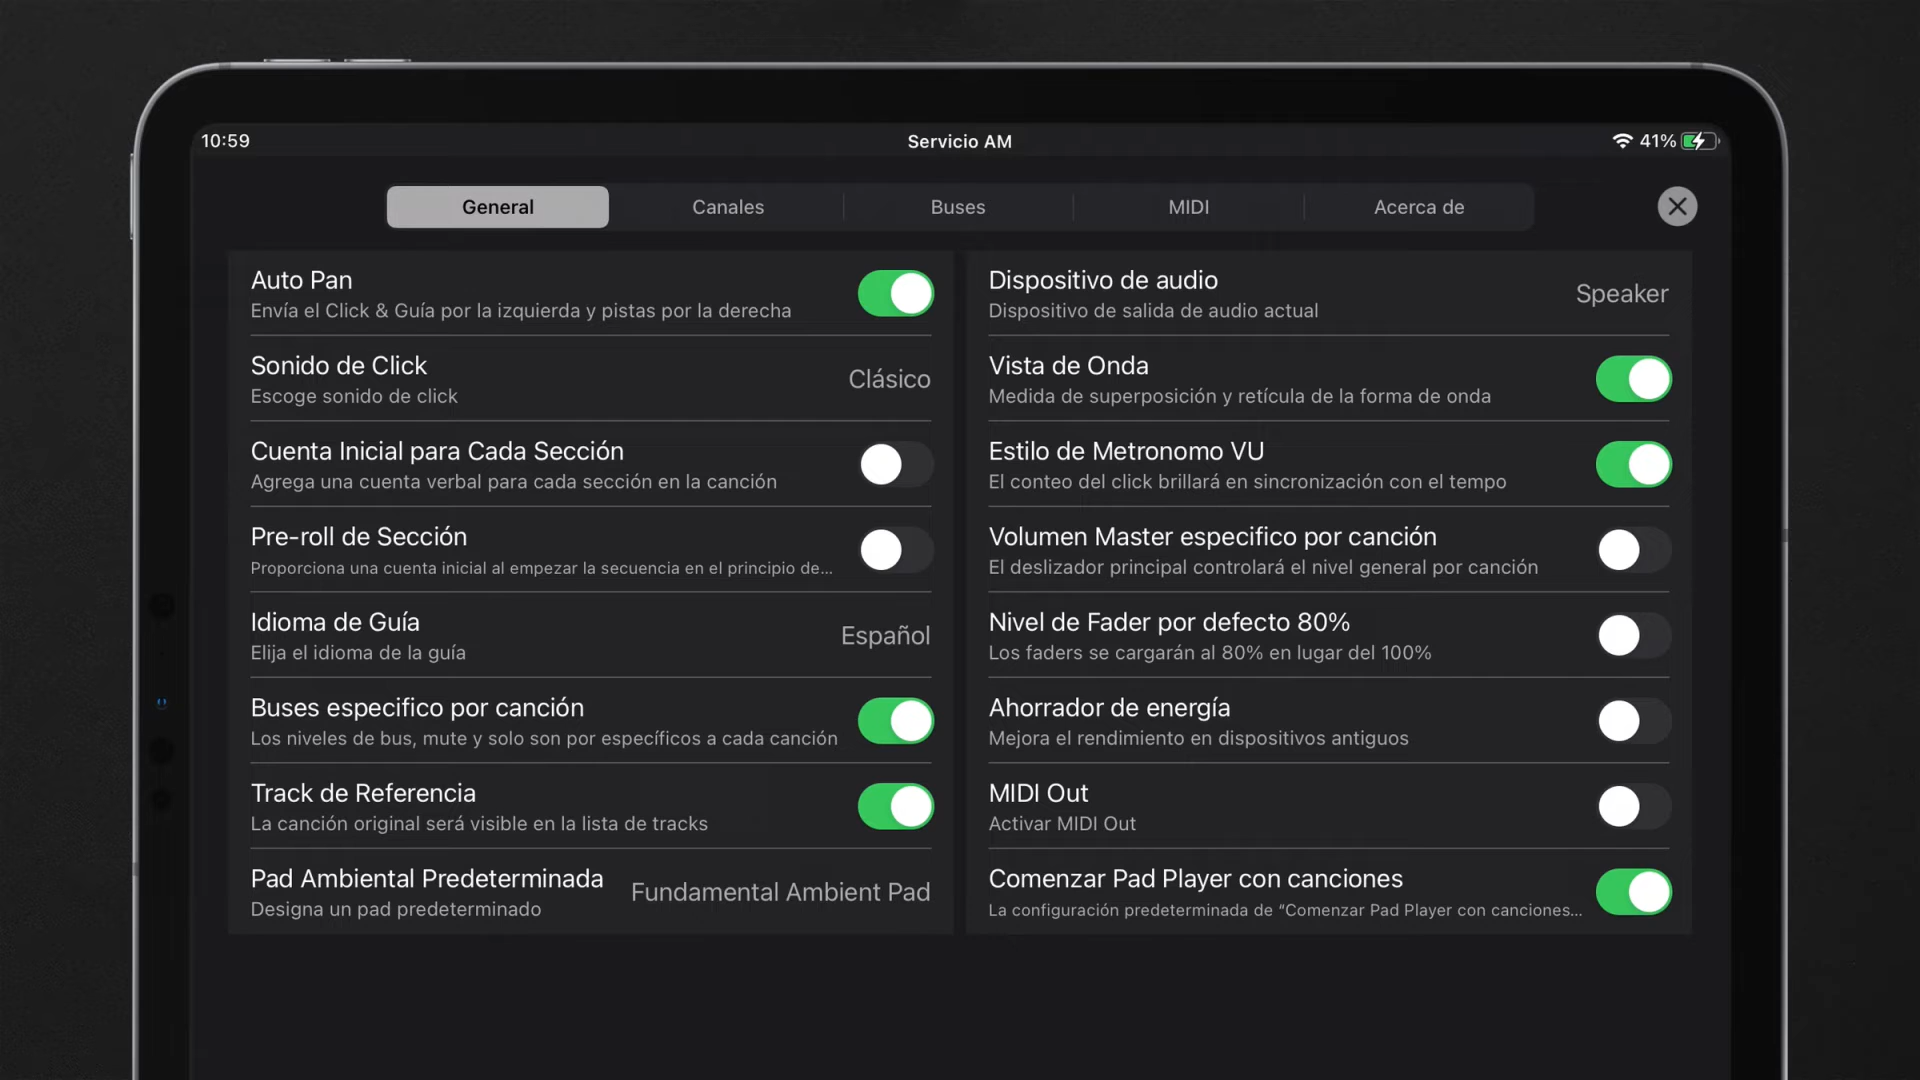 10:59
Servicio AM
41%
General
Canales
Buses
MIDI
Acerca de
Auto Pan
Envía el Click & Guía por la izquierda y pistas por la derecha
Sonido de Click
Escoge sonido de click
Clásico
Cuenta Inicial para Cada Sección
Agrega una cuenta verbal para cada sección en la canción
Pre-roll de Sección
Proporciona una cuenta inicial al empezar la secuencia en el principio de...
Idioma de Guía
Elija el idioma de la guía
Español
Buses especifico por canción
Los niveles de bus, mute y solo son por específicos a cada canción
Track de Referencia
La canción original será visible en la lista de tracks
Pad Ambiental Predeterminada
Designa un pad predeterminado
Fundamental Ambient Pad
Dispositivo de audio
Dispositivo de salida de audio actual
Speaker
Vista de Onda
Medida de superposición y retícula de la forma de onda
Estilo de Metronomo VU
El conteo del click brillará en sincronización con el tempo
Volumen Master especifico por canción
El deslizador principal controlará el nivel general por canción
Nivel de Fader por defecto 80%
Los faders se cargarán al 80% en lugar del 100%
Ahorrador de energía
Mejora el rendimiento en dispositivos antiguos
MIDI Out
Activar MIDI Out
Comenzar Pad Player con canciones
La configuración predeterminada de “Comenzar Pad Player con canciones...